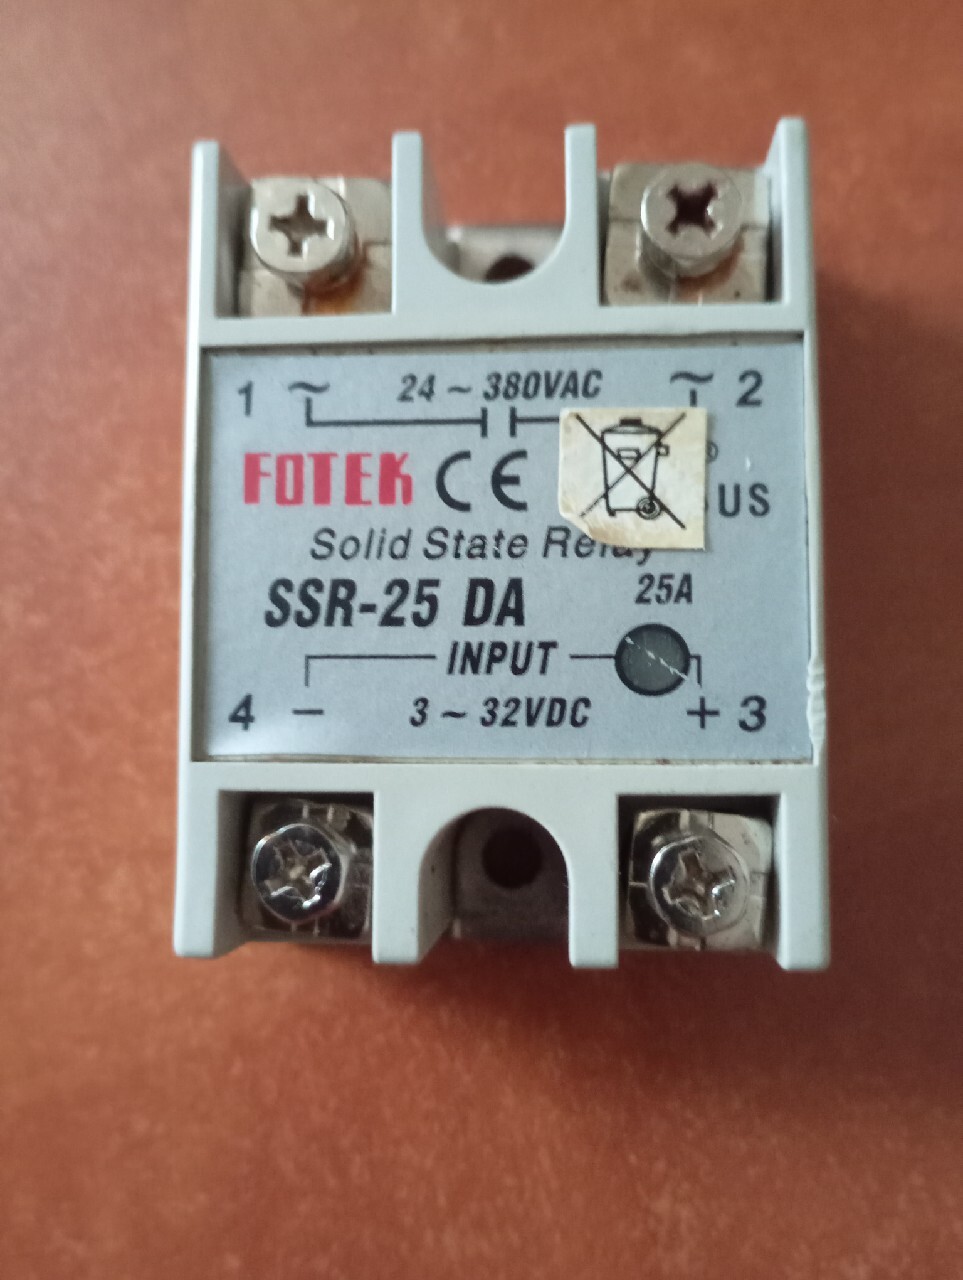 1 ~ 24 ~ 380VAC ~ 2
FOTEK CE US
Solid State Relay
SSR-25 DA 25A
INPUT
4 − 3 ~ 32VDC + 3